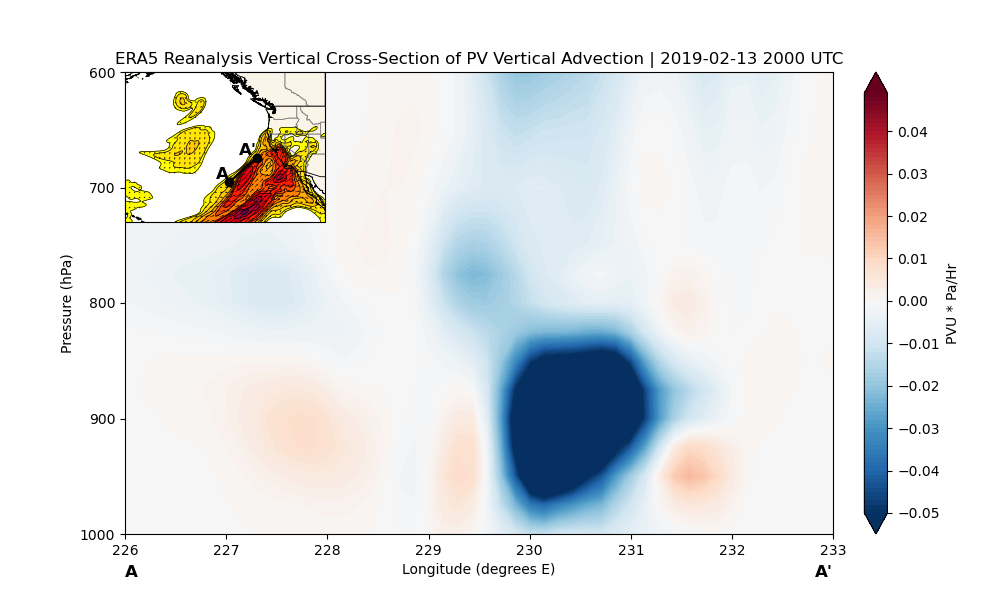 ERA5 Reanalysis Vertical Cross-Section of PV Vertical Advection | 2019-02-13 2000 UTC
A'
A
600
700
800
900
1000
Pressure (hPa)
226
227
228
229
230
231
232
233
Longitude (degrees E)
A
A'
0.04
0.03
0.02
0.01
0.00
−0.01
−0.02
−0.03
−0.04
−0.05
PVU * Pa/Hr